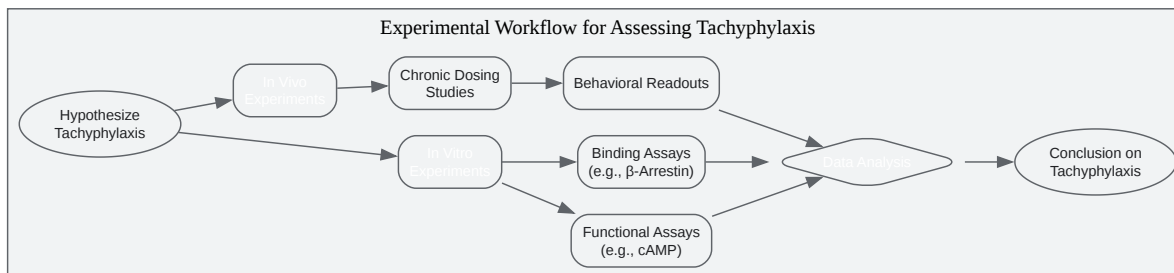 Experimental Workflow for Assessing Tachyphylaxis
Hypothesize
Tachyphylaxis
In Vivo
Experiments
Chronic Dosing
Studies
Behavioral Readouts
In Vitro
Experiments
Binding Assays
(e.g., β-Arrestin)
Functional Assays
(e.g., cAMP)
Data Analysis
Conclusion on
Tachyphylaxis